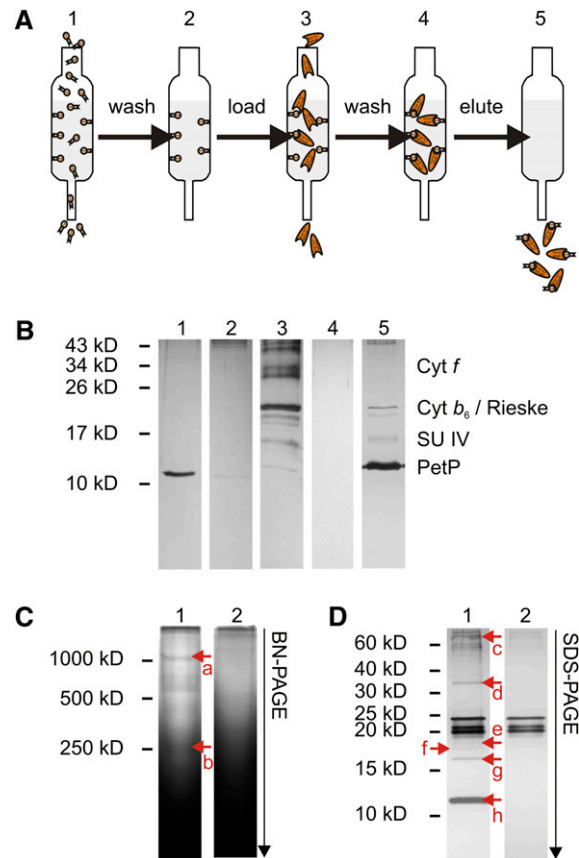 A
1 2 3 4 5
wash load wash elute
B
1 2 3 4 5
43 kD
34 kD
26 kD
17 kD
10 kD
Cyt f
Cyt b6 / Rieske
SU IV
PetP
C
1 2
1000 kD
500 kD
250 kD
a
b
BN-PAGE
D
1 2
60 kD
40 kD
30 kD
25 kD
20 kD
15 kD
10 kD
c
d
e
f
g
h
SDS-PAGE